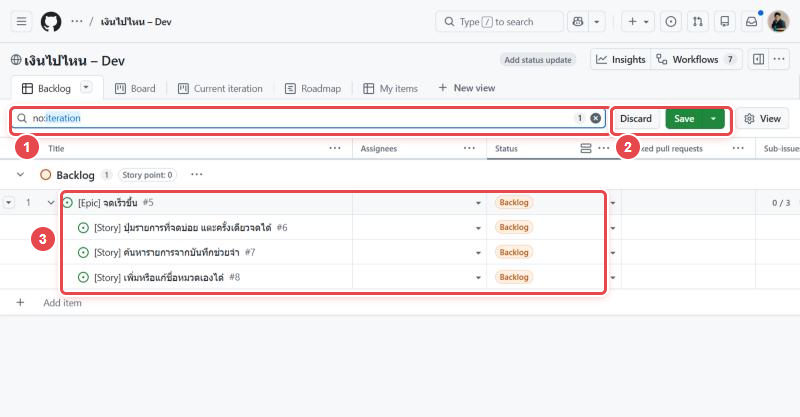 ··· / เงินไปไหน – Dev
Type / to search
เงินไปไหน – Dev
Add status update
Insights
Workflows 7
Backlog
Board
Current iteration
Roadmap
My items
New view
no:iteration
1
Discard
Save
View
1
2
Title
Assignees
Status
ked pull requests
Sub-issue
Backlog 1 Story point: 0
1 [Epic] จดเร็วขึ้น #5 Backlog 0 / 3
3
[Story] ปุ่มรายการที่จดบ่อย แตะครั้งเดียวจดได้ #6 Backlog
[Story] ค้นหารายการจากบันทึกช่วยจำ #7 Backlog
[Story] เพิ่มหรือแก้ชื่อหมวดเองได้ #8 Backlog
Add item